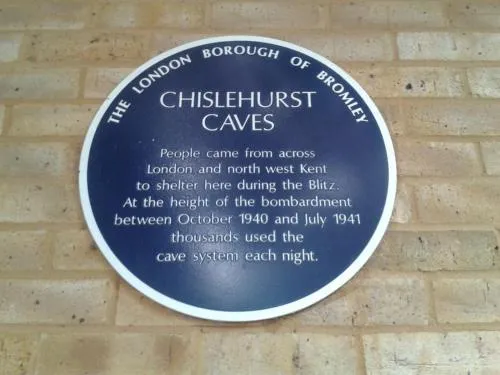 THE LONDON BOROUGH OF BROMLEY
CHISLEHURST
CAVES
People came from across
London and north west Kent
to shelter here during the Blitz.
At the height of the bombardment
between October 1940 and July 1941
thousands used the
cave system each night.